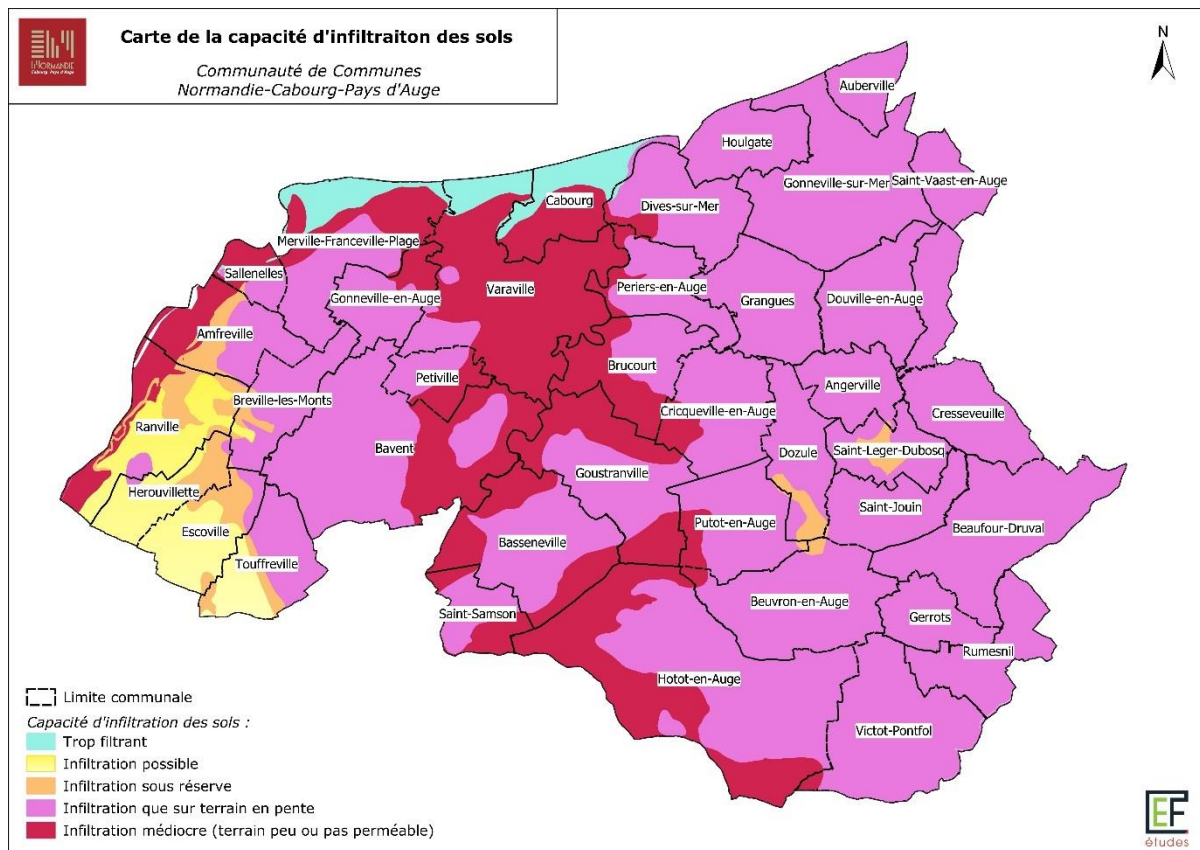 Carte de la capacité d'infiltraiton des sols
Communauté de Communes
Normandie-Cabourg-Pays d'Auge
NORMANDIE
Cabourg, Pays d'Auge
N
Auberville
Houlgate
Gonneville-sur-Mer
Saint-Vaast-en-Auge
Cabourg
Dives-sur-Mer
Merville-Franceville-Plage
Sallenelles
Gonneville-en-Auge
Varaville
Periers-en-Auge
Grangues
Douville-en-Auge
Amfreville
Brucourt
Petiville
Angerville
Breville-les-Monts
Cricqueville-en-Auge
Cresseveuille
Ranville
Bavent
Dozule
Saint-Leger-Dubosq
Goustranville
Herouvillette
Saint-Jouin
Putot-en-Auge
Beaufour-Druval
Escoville
Basseneville
Touffreville
Beuvron-en-Auge
Saint-Samson
Gerrots
Rumesnil
Hotot-en-Auge
Victot-Pontfol
Limite communale
Capacité d'infiltration des sols :
Trop filtrant
Infiltration possible
Infiltration sous réserve
Infiltration que sur terrain en pente
Infiltration médiocre (terrain peu ou pas perméable)
EF
études